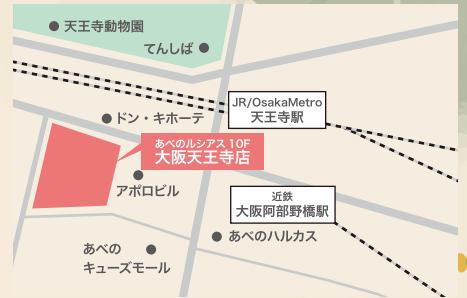 天王寺動物園
てんしば
JR/OsakaMetro
天王寺駅
ドン・キホーテ
あべのルシアス 10F
大阪天王寺店
アポロビル
近鉄
大阪阿部野橋駅
あべのハルカス
あべの
キューズモール